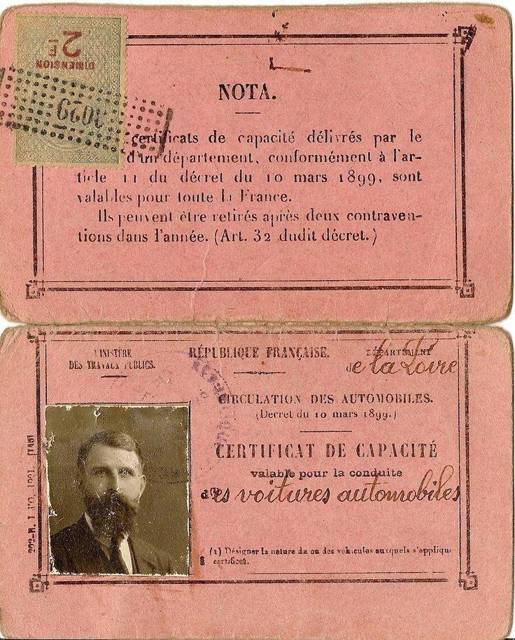 2F
DIMENSION
1029
NOTA.
certificats de capacité délivrés par le
d'un département, conformément à l'ar-
ticle 11 du décret du 10 mars 1899, sont
valables pour toute la France.
Ils peuvent être retirés après deux contraven-
tions dans l'année. (Art. 32 dudit décret.)
MINISTÈRE
DES TRAVAUX PUBLICS.
RÉPUBLIQUE FRANÇAISE.
DÉPARTEMENT
de la Loire
CIRCULATION DES AUTOMOBILES.
(Décret du 10 mars 1899.)
CERTIFICAT DE CAPACITÉ
valable pour la conduite
des voitures automobiles
(1) Désigner la nature du ou des véhicules auxquels s'appliqu
certificat.